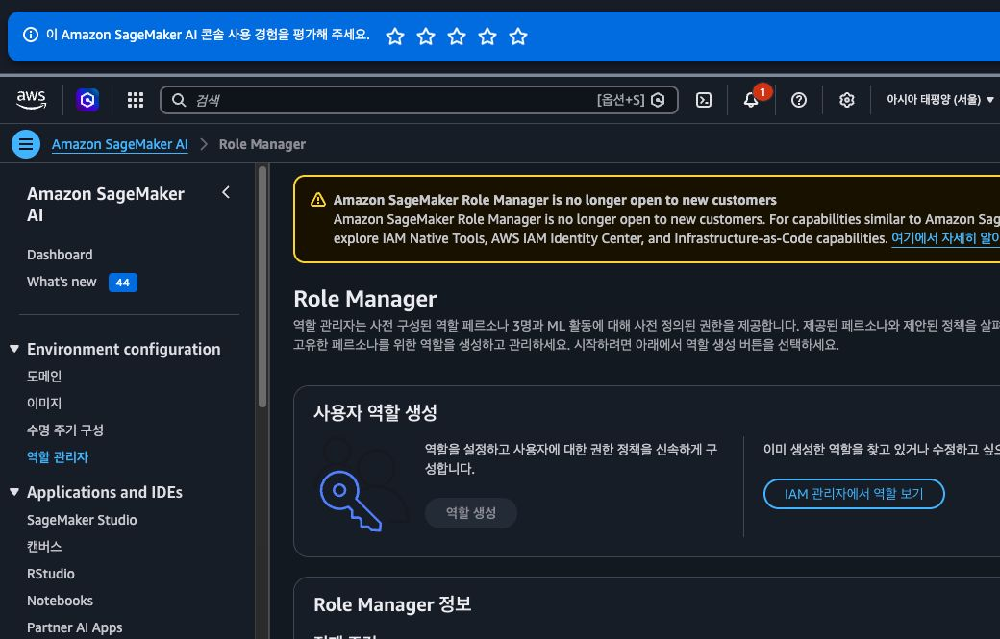 이 Amazon SageMaker AI 콘솔 사용 경험을 평가해 주세요.
aws
검색
[옵션+S]
1
아시아 태평양 (서울)
Amazon SageMaker AI
Role Manager
Amazon SageMaker
AI
Dashboard
What's new 44
Environment configuration
도메인
이미지
수명 주기 구성
역할 관리자
Applications and IDEs
SageMaker Studio
캔버스
RStudio
Notebooks
Partner AI Apps
Amazon SageMaker Role Manager is no longer open to new customers
Amazon SageMaker Role Manager is no longer open to new customers. For capabilities similar to Amazon Sag
explore IAM Native Tools, AWS IAM Identity Center, and Infrastructure-as-Code capabilities. 여기에서 자세히 알아
Role Manager
역할 관리자는 사전 구성된 역할 페르소나 3명과 ML 활동에 대해 사전 정의된 권한을 제공합니다. 제공된 페르소나와 제안된 정책을 살펴
고유한 페르소나를 위한 역할을 생성하고 관리하세요. 시작하려면 아래에서 역할 생성 버튼을 선택하세요.
사용자 역할 생성
역할을 설정하고 사용자에 대한 권한 정책을 신속하게 구
성합니다.
역할 생성
이미 생성한 역할을 찾고 있거나 수정하고 싶으
IAM 관리자에서 역할 보기
Role Manager 정보